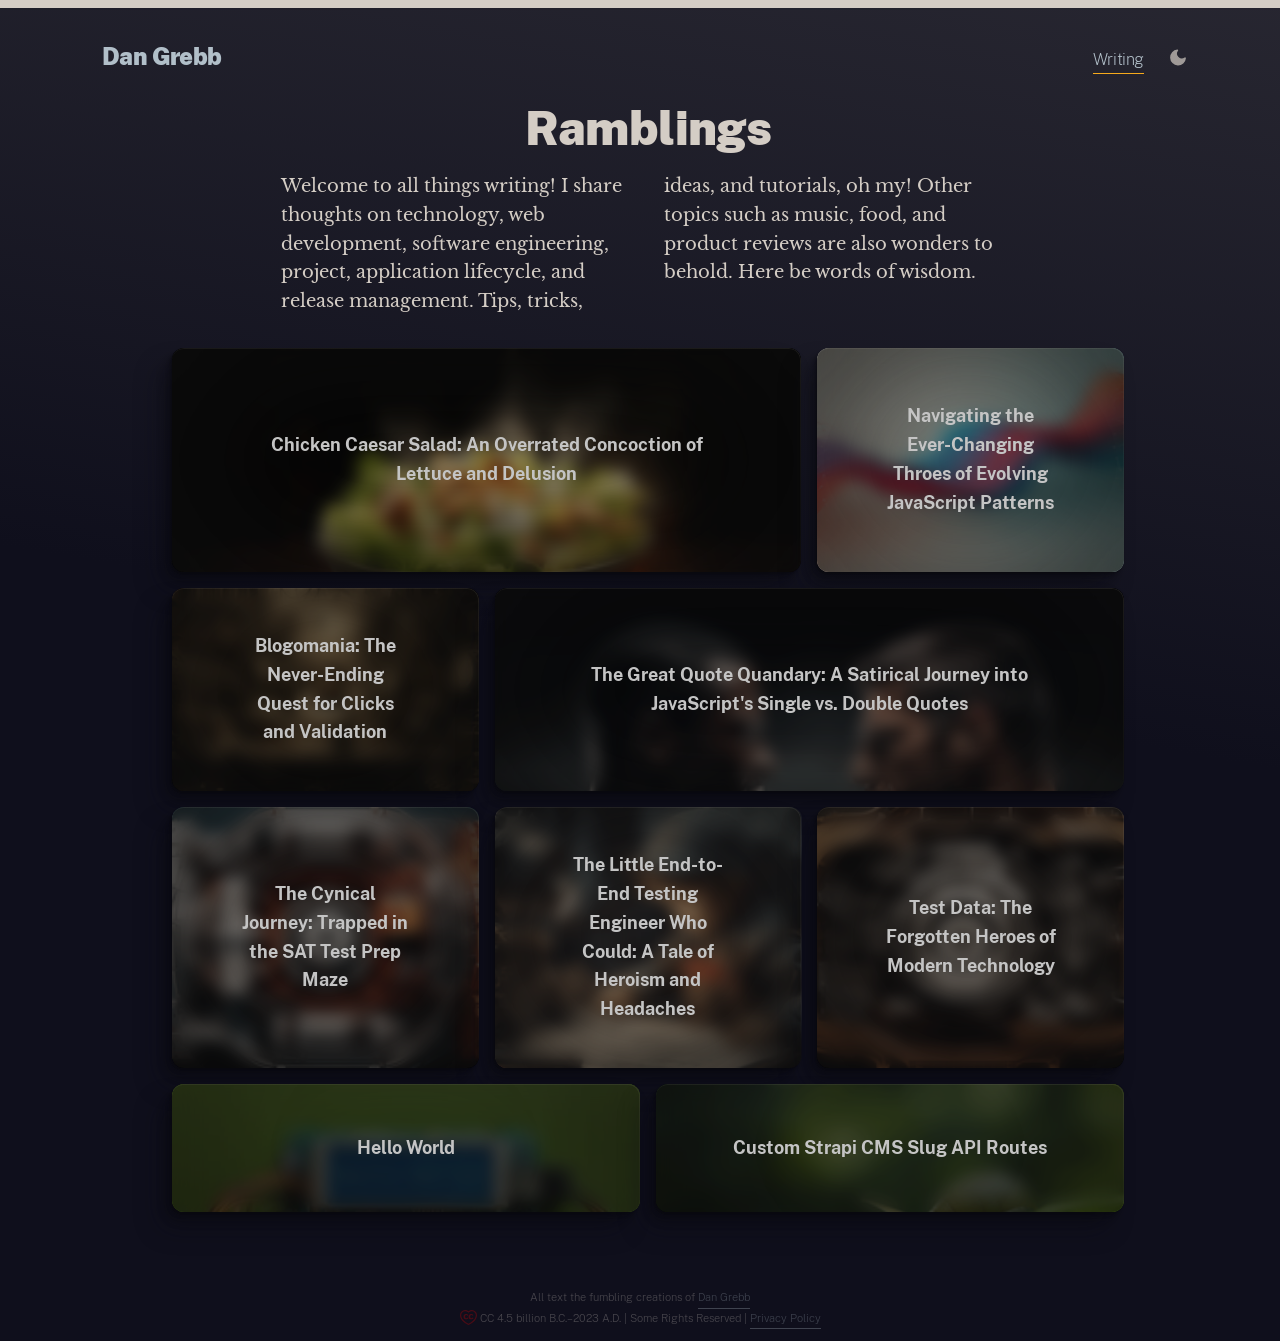 Dan Grebb
Writing
Ramblings
Welcome to all things writing! I share
thoughts on technology, web
development, software engineering,
project, application lifecycle, and
release management. Tips, tricks,
ideas, and tutorials, oh my! Other
topics such as music, food, and
product reviews are also wonders to
behold. Here be words of wisdom.
Chicken Caesar Salad: An Overrated Concoction of
Lettuce and Delusion
Navigating the
Ever-Changing
Throes of Evolving
JavaScript Patterns
Blogomania: The
Never-Ending
Quest for Clicks
and Validation
The Great Quote Quandary: A Satirical Journey into
JavaScript's Single vs. Double Quotes
The Cynical
Journey: Trapped in
the SAT Test Prep
Maze
The Little End-to-
End Testing
Engineer Who
Could: A Tale of
Heroism and
Headaches
Test Data: The
Forgotten Heroes of
Modern Technology
Hello World
Custom Strapi CMS Slug API Routes
All text the fumbling creations of Dan Grebb
CC 4.5 billion B.C.–2023 A.D. | Some Rights Reserved | Privacy Policy